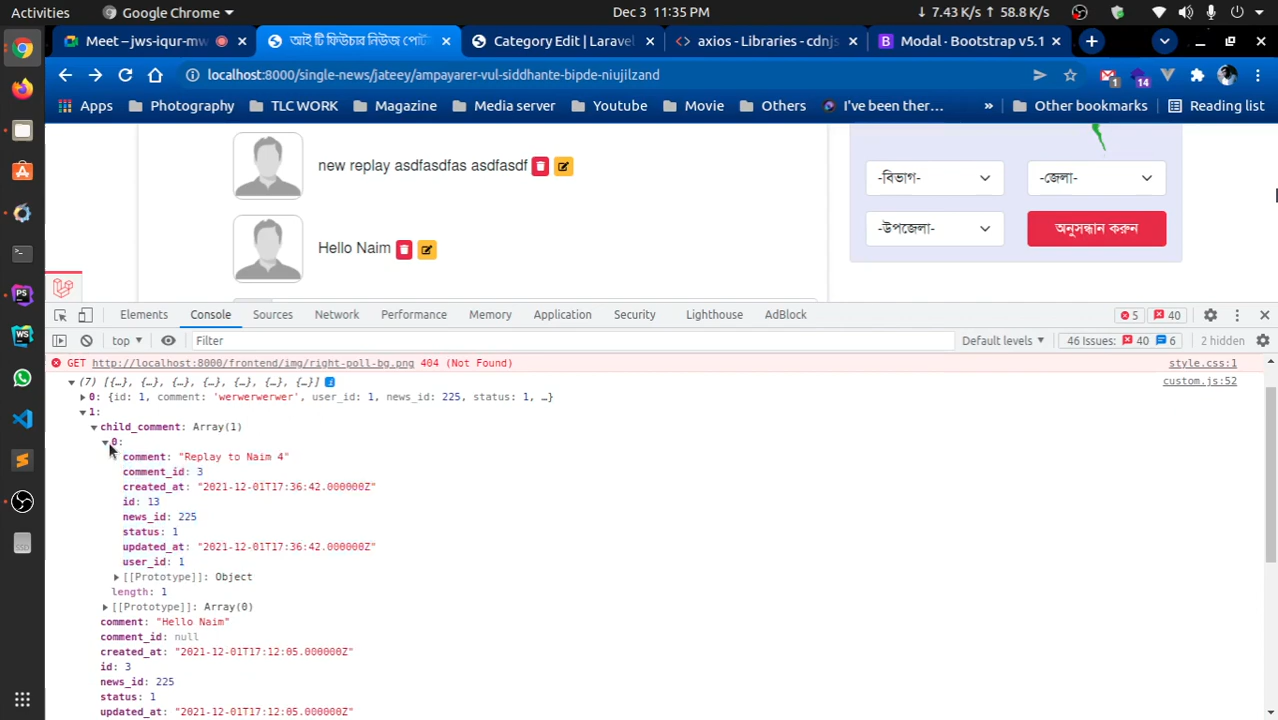 Activities Google Chrome Dec 3 11:35 PM 7.43 K/s 58.8 K/s
Meet – jws-iqur-m আই টি ফিউচার নিউজ পোর্ট Category Edit | Laravel axios - Libraries - cdnjs Modal · Bootstrap v5.1
localhost:8000/single-news/jateey/ampayarer-vul-siddhante-bipde-niujilzand 1 14
Apps Photography TLC WORK Magazine Media server Youtube Movie Others I've been ther... » Other bookmarks Reading list
new replay asdfasdfas asdfasdf
-বিভাগ- -জেলা-
-উপজেলা- অনুসন্ধান করুন
Hello Naim
Elements Console Sources Network Performance Memory Application Security Lighthouse AdBlock 5 40
top Filter Default levels 46 Issues: 40 6 2 hidden
GET http://localhost:8000/frontend/img/right-poll-bg.png 404 (Not Found) style.css:1
(7) [{…}, {…}, {…}, {…}, {…}, {…}, {…}] i custom.js:52
0: {id: 1, comment: 'werwerwerwer', user_id: 1, news_id: 225, status: 1, …}
1:
child_comment: Array(1)
0:
comment: "Replay to Naim 4"
comment_id: 3
created_at: "2021-12-01T17:36:42.000000Z"
id: 13
news_id: 225
status: 1
updated_at: "2021-12-01T17:36:42.000000Z"
user_id: 1
[[Prototype]]: Object
length: 1
[[Prototype]]: Array(0)
comment: "Hello Naim"
comment_id: null
created_at: "2021-12-01T17:12:05.000000Z"
id: 3
news_id: 225
status: 1
updated_at: "2021-12-01T17:12:05.000000Z"
PS
WS
SSD